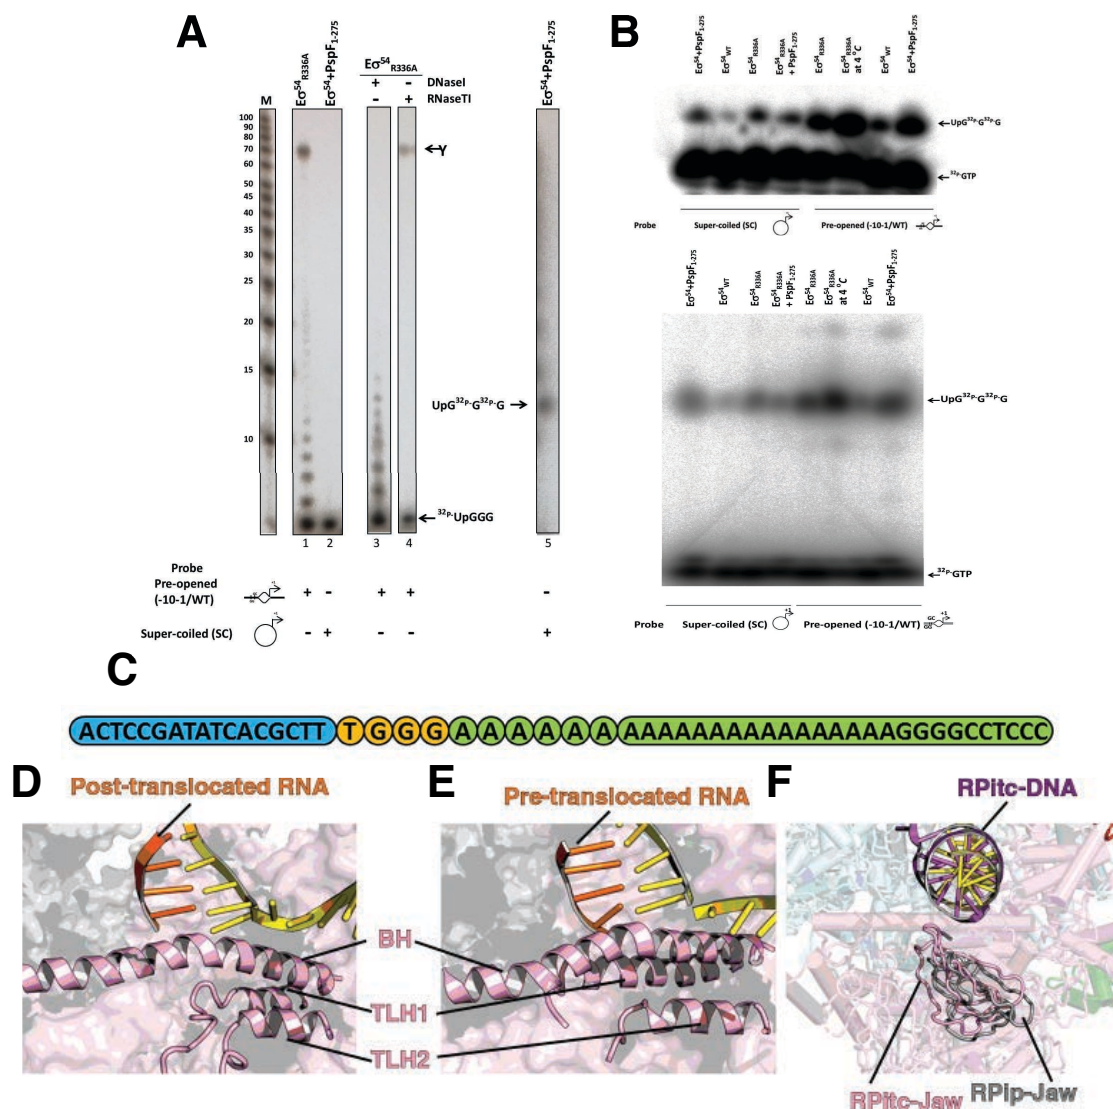 A
M
Eσ54R336A
Eσ54+PspF1-275
Eσ54R336A
+ - DNaseI
- + RNaseTI
Eσ54+PspF1-275
100
90
80
70
60
50
45
40
35
30
25
20
15
10
γ
UpG32P-G32P-G
32P-UpGGG
1 2 3 4 5
Probe
Pre-opened
(-10-1/WT)
+ - + + -
Super-coiled (SC)
- + - - +
B
Eσ54+PspF1-275
Eσ54WT
Eσ54R336A
Eσ54R336A
+ PspF1-275
Eσ54R336A
Eσ54R336A
at 4 °C
Eσ54WT
Eσ54+PspF1-275
UpG32P-G32P-G
32P-GTP
Probe Super-coiled (SC) Pre-opened (-10-1/WT)
Eσ54+PspF1-275
Eσ54WT
Eσ54R336A
Eσ54R336A
+ PspF1-275
Eσ54R336A
Eσ54R336A
at 4 °C
Eσ54WT
Eσ54+PspF1-275
UpG32P-G32P-G
32P-GTP
Probe Super-coiled (SC) +1 Pre-opened (-10-1/WT) GC +1
GG
C
ACTCCGATATCACGCTT T G G G A A A A A A AAAAAAAAAAAAAAAAGGGGCCTCCC
D
Post-translocated RNA
E
Pre-translocated RNA
F
RPitc-DNA
BH
TLH1
TLH2
RPitc-Jaw
RPip-Jaw